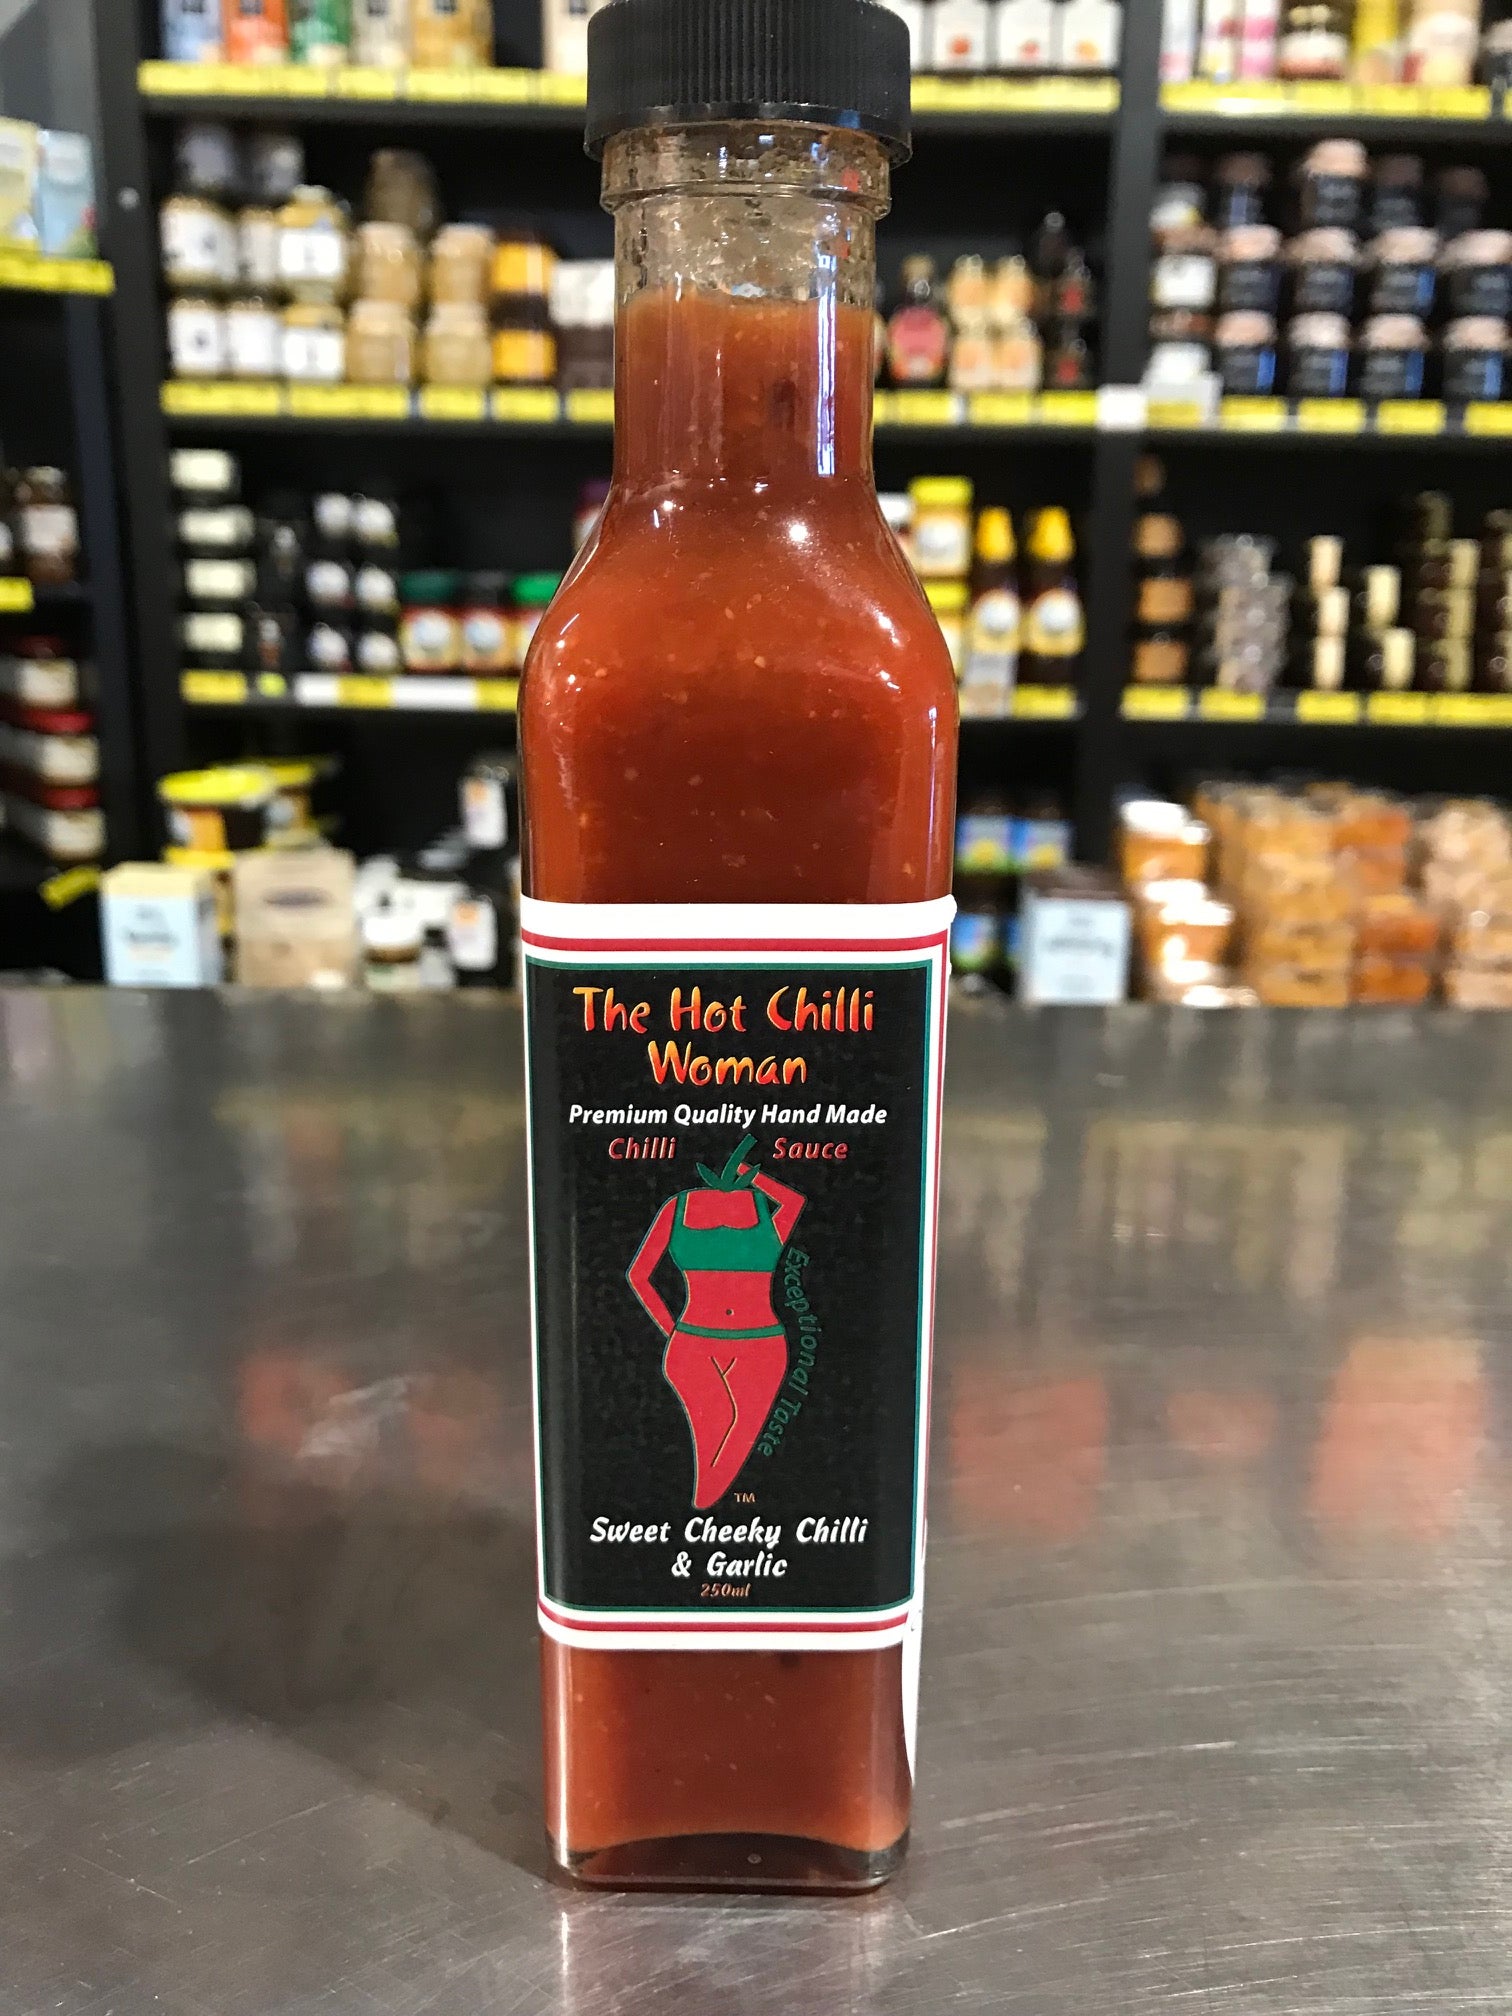 The Hot Chilli
Woman
Premium Quality Hand Made
Chilli Sauce
Exceptional Taste
TM
Sweet Cheeky Chilli
& Garlic
250ml